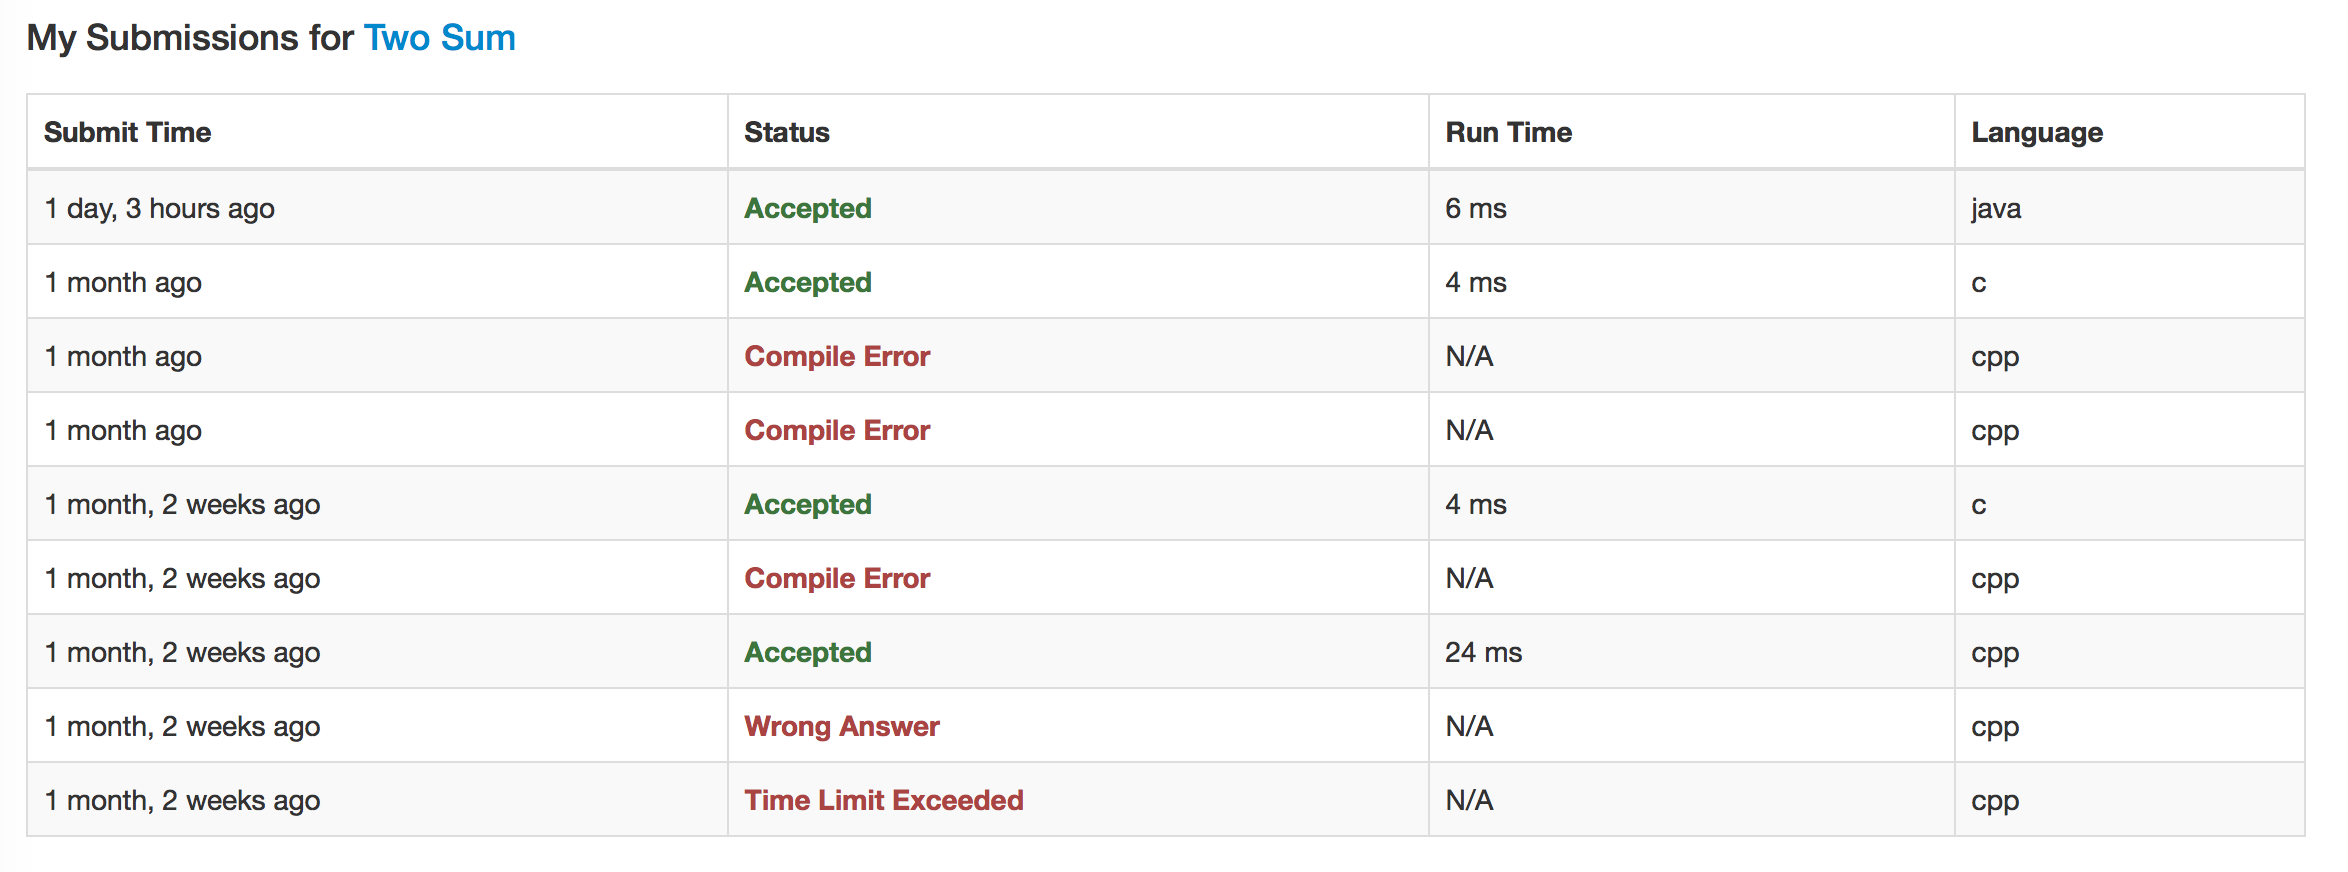 My Submissions for Two Sum
Submit Time Status Run Time Language
1 day, 3 hours ago Accepted 6 ms java
1 month ago Accepted 4 ms c
1 month ago Compile Error N/A cpp
1 month ago Compile Error N/A cpp
1 month, 2 weeks ago Accepted 4 ms c
1 month, 2 weeks ago Compile Error N/A cpp
1 month, 2 weeks ago Accepted 24 ms cpp
1 month, 2 weeks ago Wrong Answer N/A cpp
1 month, 2 weeks ago Time Limit Exceeded N/A cpp